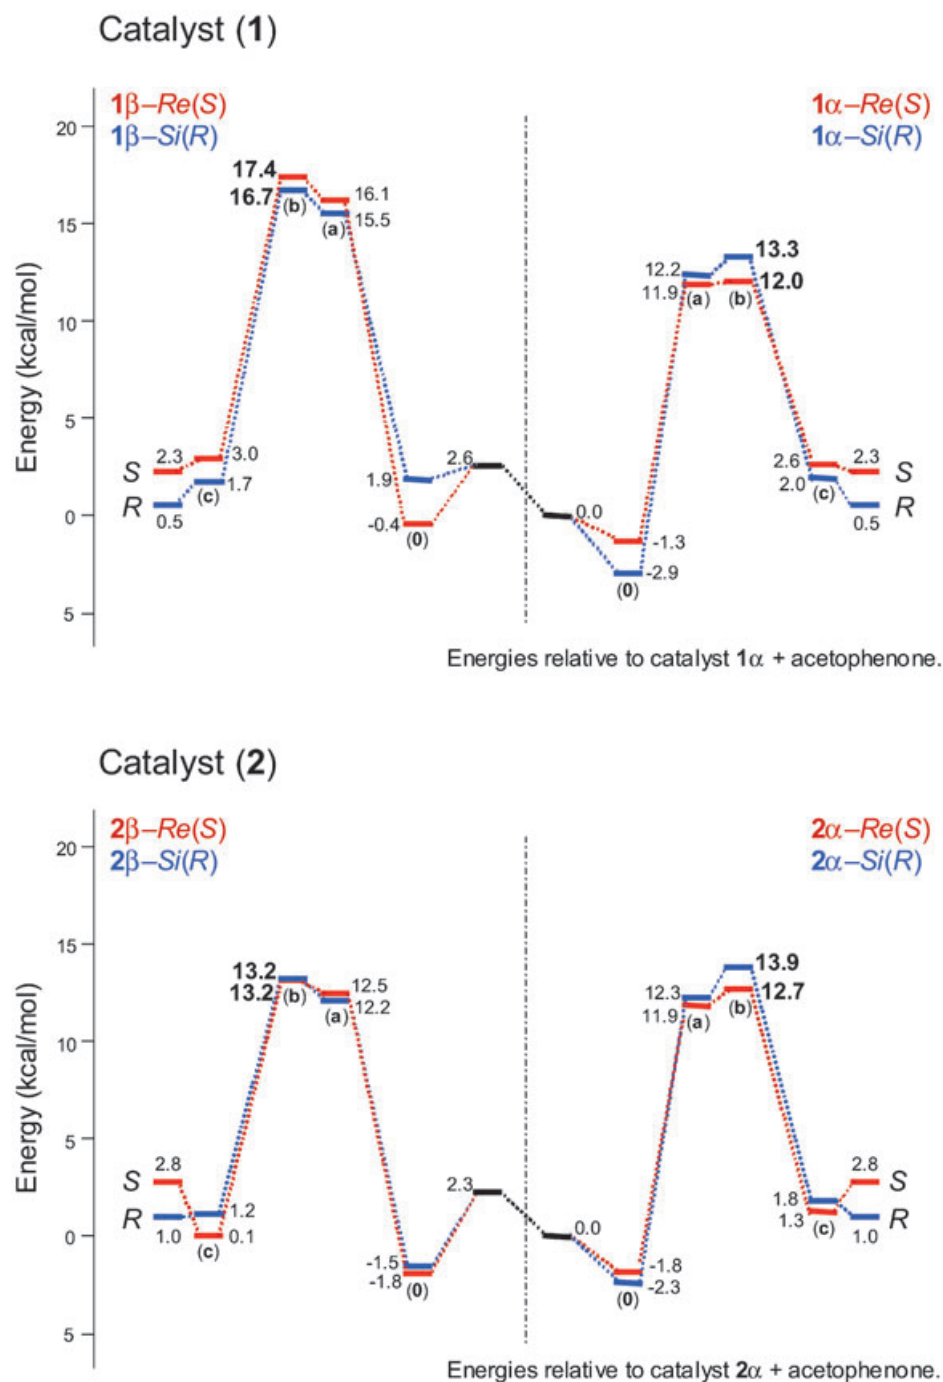 Catalyst (1)
1β–Re(S)
1β–Si(R)
1α–Re(S)
1α–Si(R)
Energy (kcal/mol)
20
15
10
5
0
5
17.4
16.7
(b)
16.1
15.5
(a)
S
2.3
3.0
R
0.5
(c)
1.7
1.9
-0.4
(0)
2.6
0.0
-1.3
-2.9
(0)
12.2
11.9
(a)
13.3
12.0
(b)
2.6
2.0
(c)
2.3
S
0.5
R
Energies relative to catalyst 1α + acetophenone.
Catalyst (2)
2β–Re(S)
2β–Si(R)
2α–Re(S)
2α–Si(R)
Energy (kcal/mol)
20
15
10
5
0
5
13.2
13.2
(b)
12.5
12.2
(a)
2.8
S
R
1.0
1.2
0.1
(c)
-1.5
-1.8
(0)
2.3
0.0
-1.8
-2.3
(0)
12.3
11.9
(a)
13.9
12.7
(b)
1.8
1.3
(c)
2.8
S
R
1.0
Energies relative to catalyst 2α + acetophenone.